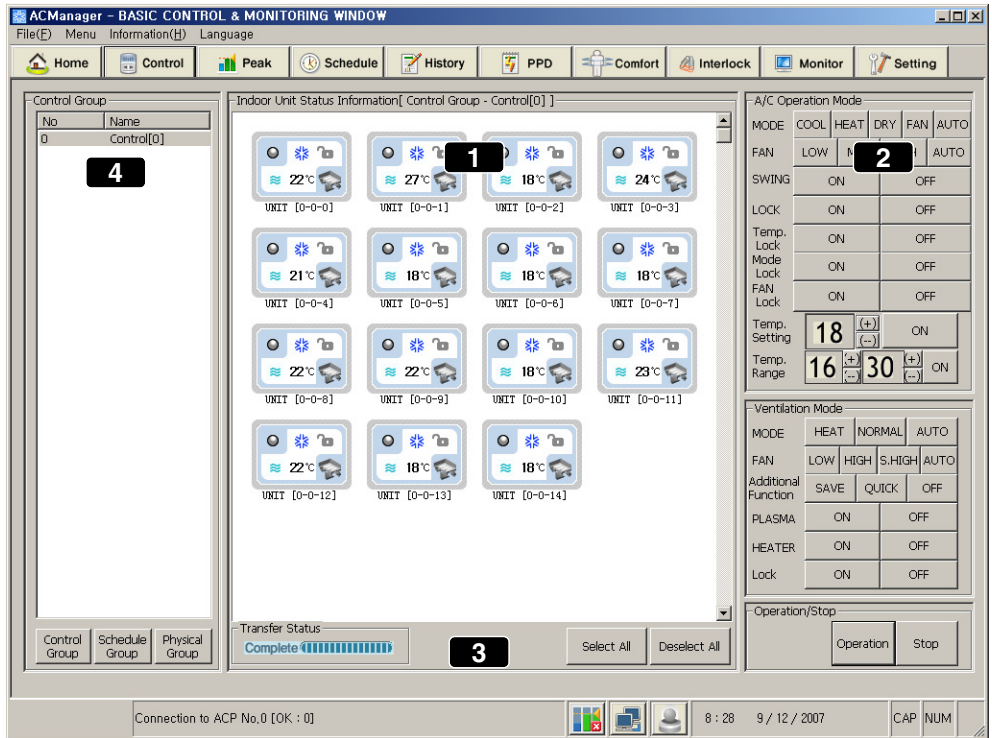 ACManager - BASIC CONTROL & MONITORING WINDOW
File(F) Menu Information(H) Language
Home Control Peak Schedule History PPD Comfort Interlock Monitor Setting
Control Group
No Name
0 Control[0]
4
Control Group Schedule Group Physical Group
Indoor Unit Status Information[ Control Group - Control[0] ]
1
22℃ 27℃ 18℃ 24℃
UNIT [0-0-0] UNIT [0-0-1] UNIT [0-0-2] UNIT [0-0-3]
21℃ 18℃ 18℃ 18℃
UNIT [0-0-4] UNIT [0-0-5] UNIT [0-0-6] UNIT [0-0-7]
22℃ 22℃ 18℃ 23℃
UNIT [0-0-8] UNIT [0-0-9] UNIT [0-0-10] UNIT [0-0-11]
22℃ 18℃ 18℃
UNIT [0-0-12] UNIT [0-0-13] UNIT [0-0-14]
Transfer Status
Complete
3
Select All Deselect All
A/C Operation Mode
MODE COOL HEAT DRY FAN AUTO
FAN LOW 2 AUTO
SWING ON OFF
LOCK ON OFF
Temp. Lock ON OFF
Mode Lock ON OFF
FAN Lock ON OFF
Temp. Setting 18 (+) (--) ON
Temp. Range 16 (+) (--) 30 (+) (--) ON
Ventilation Mode
MODE HEAT NORMAL AUTO
FAN LOW HIGH S.HIGH AUTO
Additional Function SAVE QUICK OFF
PLASMA ON OFF
HEATER ON OFF
Lock ON OFF
Operation/Stop
Operation Stop
Connection to ACP No,0 [OK : 0] 8 : 28 9 / 12 / 2007 CAP NUM